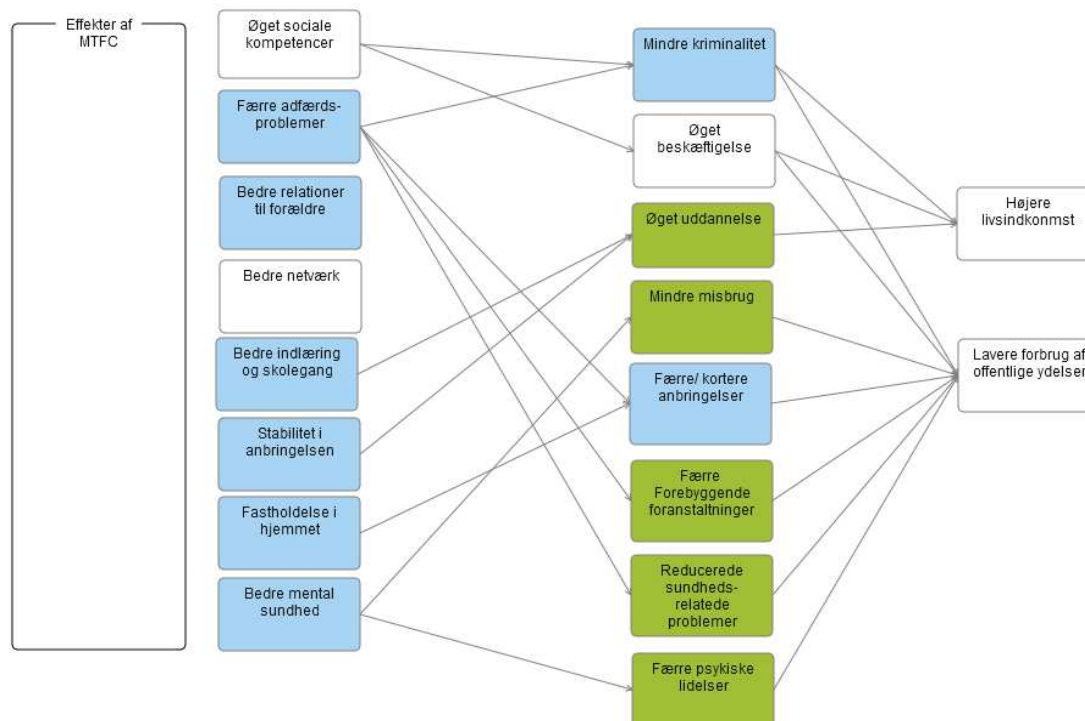 Effekter af
MTFC
Øget sociale
kompetencer
Færre adfærds-
problemer
Bedre relationer
til forældre
Bedre netværk
Bedre indlæring
og skolegang
Stabilitet i
anbringelsen
Fastholdelse i
hjemmet
Bedre mental
sundhed
Mindre kriminalitet
Øget
beskæftigelse
Øget uddannelse
Mindre misbrug
Færre/ kortere
anbringelser
Færre
Forebyggende
foranstaltninger
Reducerede
sundheds-
relatede
problemer
Færre psykiske
lidelser
Højere
livsindkonmst
Lavere forbrug af
offentlige ydelser